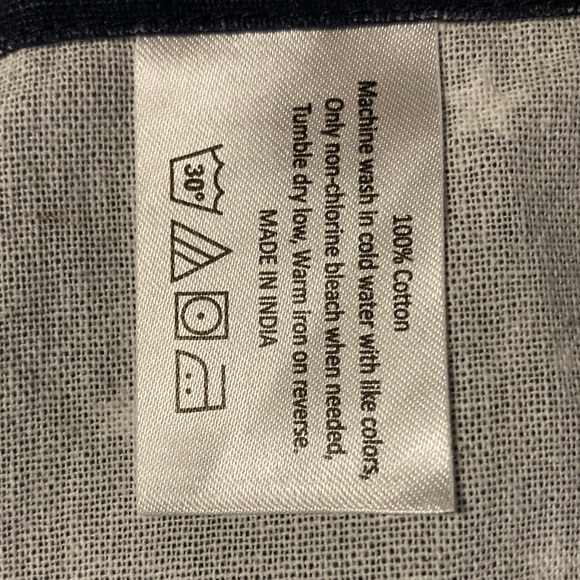 100% Cotton
Machine wash in cold water with like colors,
Only non-chlorine bleach when needed,
Tumble dry low, Warm iron on reverse.
MADE IN INDIA
30°